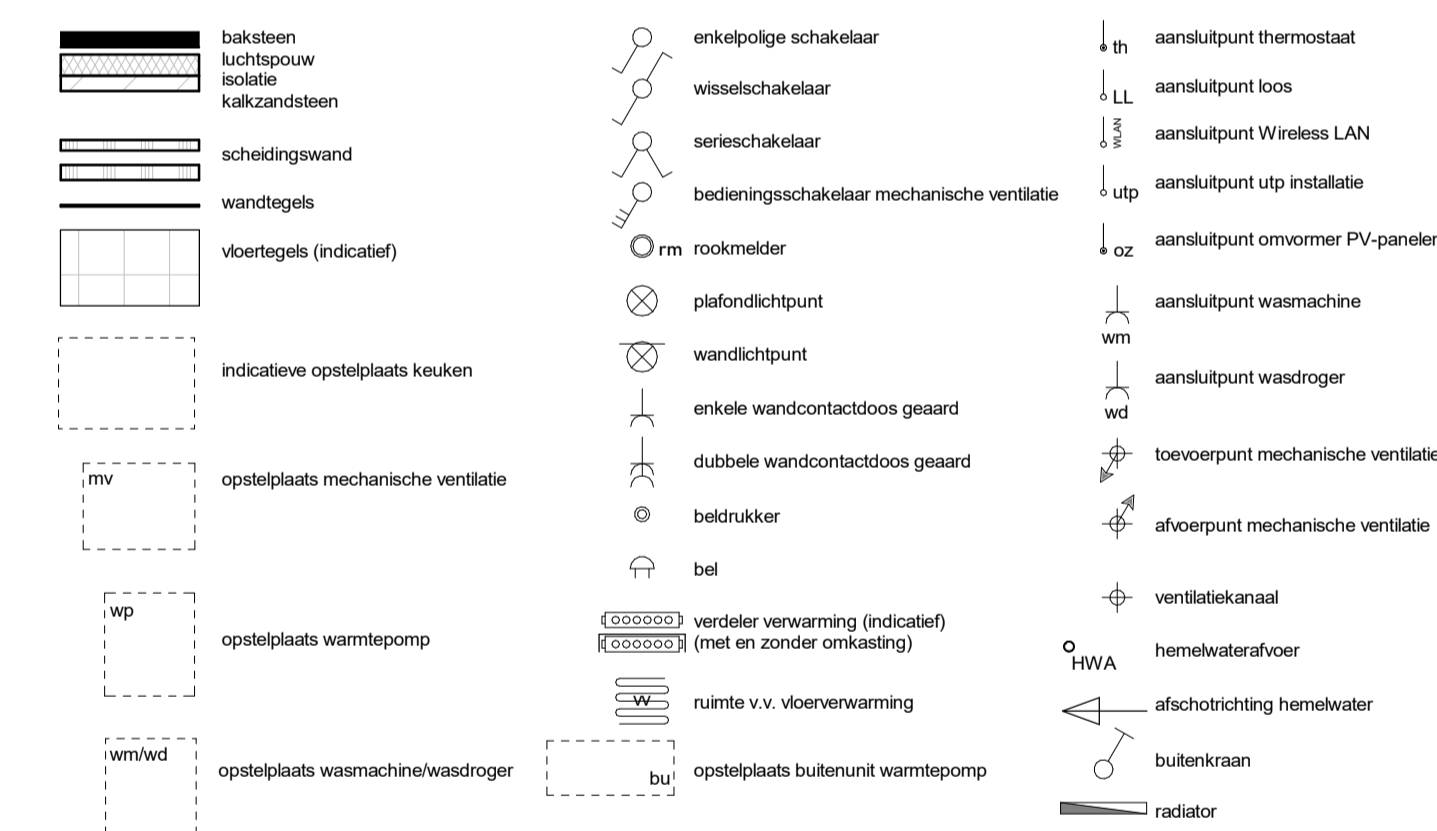 baksteen
luchtspouw
isolatie
kalkzandsteen
scheidingswand
wandtegels
vloertegels (indicatief)
indicatieve opstelplaats keuken
mv
opstelplaats mechanische ventilatie
wp
opstelplaats warmtepomp
wm/wd
opstelplaats wasmachine/wasdroger
enkelpolige schakelaar
wisselschakelaar
serieschakelaar
bedieningsschakelaar mechanische ventilatie
rm rookmelder
plafondlichtpunt
wandlichtpunt
enkele wandcontactdoos geaard
dubbele wandcontactdoos geaard
beldrukker
bel
verdeler verwarming (indicatief)
(met en zonder omkasting)
vv ruimte v.v. vloerverwarming
bu opstelplaats buitenunit warmtepomp
th aansluitpunt thermostaat
LL aansluitpunt loos
WLAN aansluitpunt Wireless LAN
utp aansluitpunt utp installatie
oz aansluitpunt omvormer PV-panelen
aansluitpunt wasmachine
wm
aansluitpunt wasdroger
wd
toevoerpunt mechanische ventilatie
afvoerpunt mechanische ventilatie
ventilatiekanaal
HWA hemelwaterafvoer
afschotrichting hemelwater
buitenkraan
radiator